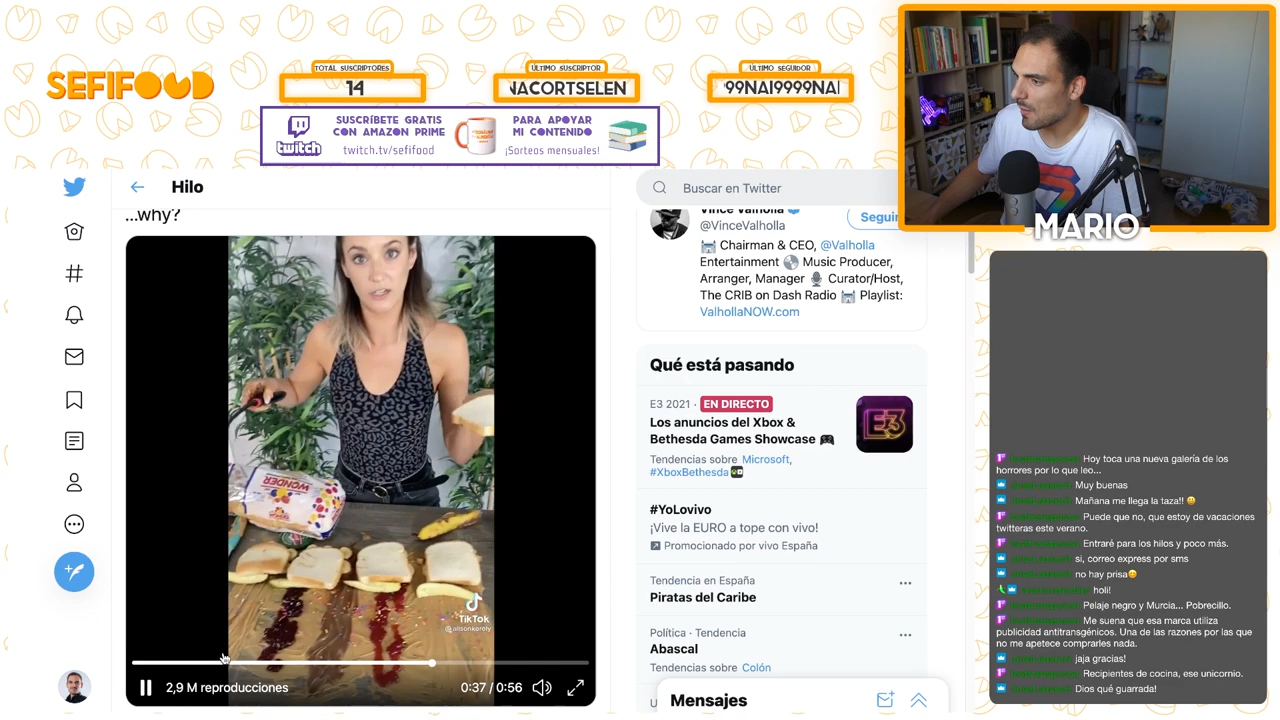 SEFIFOOD
TOTAL SUSCRIPTORES
14
ÚLTIMO SUSCRIPTOR
NACORTSELEN
ÚLTIMO SEGUIDOR
99NAI9999NAI
SUSCRÍBETE GRATIS
CON AMAZON PRIME
twitch.tv/sefifood
twitch
PARA APOYAR
MI CONTENIDO
¡Sorteos mensuales!
MARIO
Hilo
...why?
WONDER
TikTok
@alisonkorely
2,9 M reproducciones
0:37 / 0:56
Buscar en Twitter
Vince Valholla
@VinceValholla
Seguir
Chairman & CEO, @Valholla
Entertainment 💿 Music Producer,
Arranger, Manager 🎙 Curator/Host,
The CRIB on Dash Radio Playlist:
ValhollaNOW.com
Qué está pasando
E3 2021 · EN DIRECTO
Los anuncios del Xbox &
Bethesda Games Showcase 🎮
Tendencias sobre Microsoft,
#XboxBethesda
E3
#YoLovivo
¡Vive la EURO a tope con vivo!
Promocionado por vivo España
Tendencia en España
Piratas del Caribe
Política · Tendencia
Abascal
Tendencias sobre Colón
Mensajes
Hoy toca una nueva galería de los
horrores por lo que leo...
Muy buenas
Mañana me llega la taza!! 😀
Puede que no, que estoy de vacaciones
twitteras este verano.
Entraré para los hilos y poco más.
si, correo express por sms
no hay prisa😊
holi!
Pelaje negro y Murcia... Pobrecillo.
Me suena que esa marca utiliza
publicidad antitransgénicos. Una de las razones por las que
no me apetece comprarles nada.
jaja gracias!
Recipientes de cocina, ese unicornio.
Dios qué guarrada!